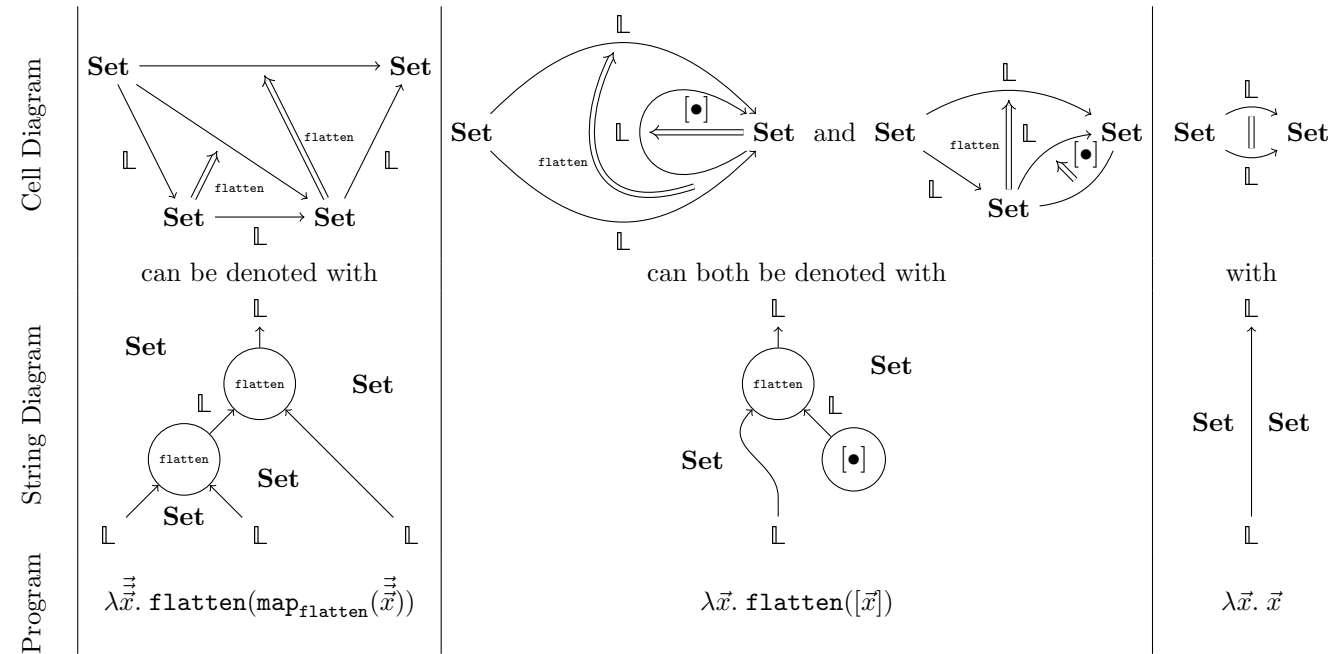 Cell Diagram
Set Set
𝕃 flatten flatten 𝕃
Set Set
𝕃
𝕃
Set 𝕃 [●] Set
flatten
𝕃
and
𝕃
Set flatten 𝕃 Set
𝕃 [●]
Set
𝕃
Set Set
𝕃
can be denoted with
can both be denoted with
with
String Diagram
𝕃
Set
flatten Set
𝕃
flatten
Set
Set
𝕃 𝕃 𝕃
𝕃
Set
flatten
𝕃
Set [●]
𝕃
𝕃
Set Set
𝕃
Program
λx⃗⃗⃗. flatten(map_flatten(x⃗⃗⃗))
λx⃗. flatten([x⃗])
λx⃗. x⃗